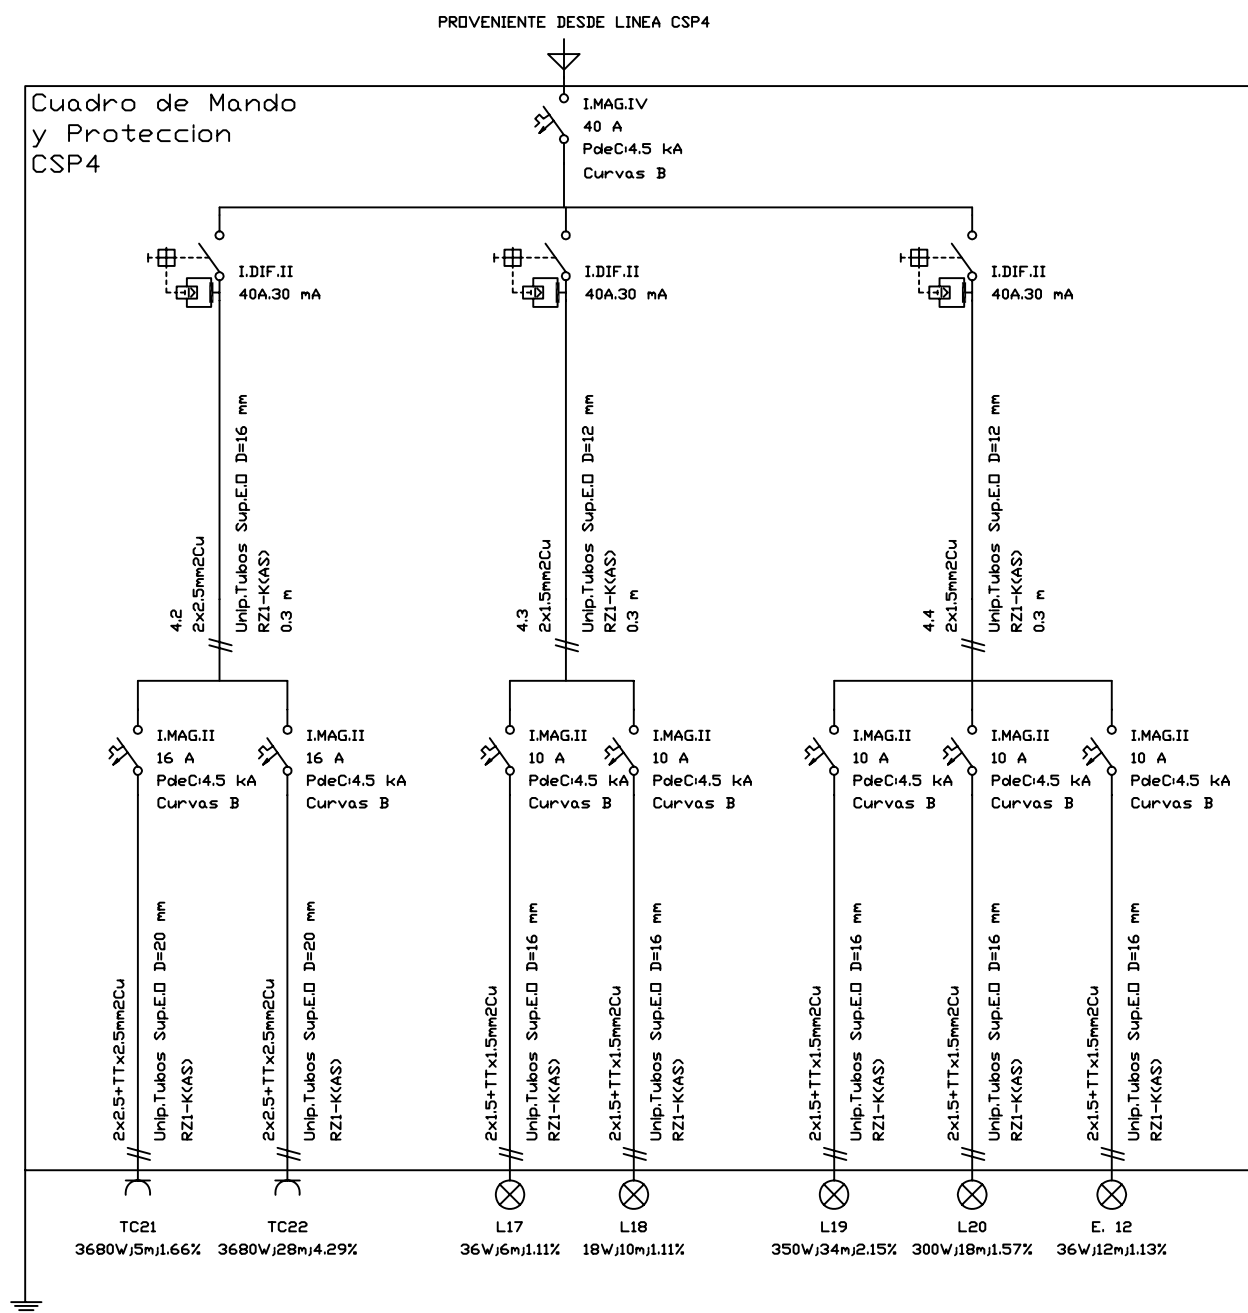 PROVENIENTE DESDE LINEA CSP4
Cuadro de Mando
y Proteccion
CSP4
I.MAG.IV
40 A
PdeC:4.5 kA
Curvas B
I.DIF.II
40A.30 mA
I.DIF.II
40A.30 mA
I.DIF.II
40A.30 mA
4.2
2x2.5mm2Cu
Unip.Tubos Sup.E.O D=16 mm
RZ1-K(AS)
0.3 m
4.3
2x1.5mm2Cu
Unip.Tubos Sup.E.O D=12 mm
RZ1-K(AS)
0.3 m
4.4
2x1.5mm2Cu
Unip.Tubos Sup.E.O D=12 mm
RZ1-K(AS)
0.3 m
I.MAG.II
16 A
PdeC:4.5 kA
Curvas B
I.MAG.II
16 A
PdeC:4.5 kA
Curvas B
I.MAG.II
10 A
PdeC:4.5 kA
Curvas B
I.MAG.II
10 A
PdeC:4.5 kA
Curvas B
I.MAG.II
10 A
PdeC:4.5 kA
Curvas B
I.MAG.II
10 A
PdeC:4.5 kA
Curvas B
I.MAG.II
10 A
PdeC:4.5 kA
Curvas B
2x2.5+TTx2.5mm2Cu
Unip.Tubos Sup.E.O D=20 mm
RZ1-K(AS)
2x2.5+TTx2.5mm2Cu
Unip.Tubos Sup.E.O D=20 mm
RZ1-K(AS)
2x1.5+TTx1.5mm2Cu
Unip.Tubos Sup.E.O D=16 mm
RZ1-K(AS)
2x1.5+TTx1.5mm2Cu
Unip.Tubos Sup.E.O D=16 mm
RZ1-K(AS)
2x1.5+TTx1.5mm2Cu
Unip.Tubos Sup.E.O D=16 mm
RZ1-K(AS)
2x1.5+TTx1.5mm2Cu
Unip.Tubos Sup.E.O D=16 mm
RZ1-K(AS)
2x1.5+TTx1.5mm2Cu
Unip.Tubos Sup.E.O D=16 mm
RZ1-K(AS)
TC21
3680W;5m;1.66%
TC22
3680W;28m;4.29%
L17
36W;6m;1.11%
L18
18W;10m;1.11%
L19
350W;34m;2.15%
L20
300W;18m;1.57%
E. 12
36W;12m;1.13%